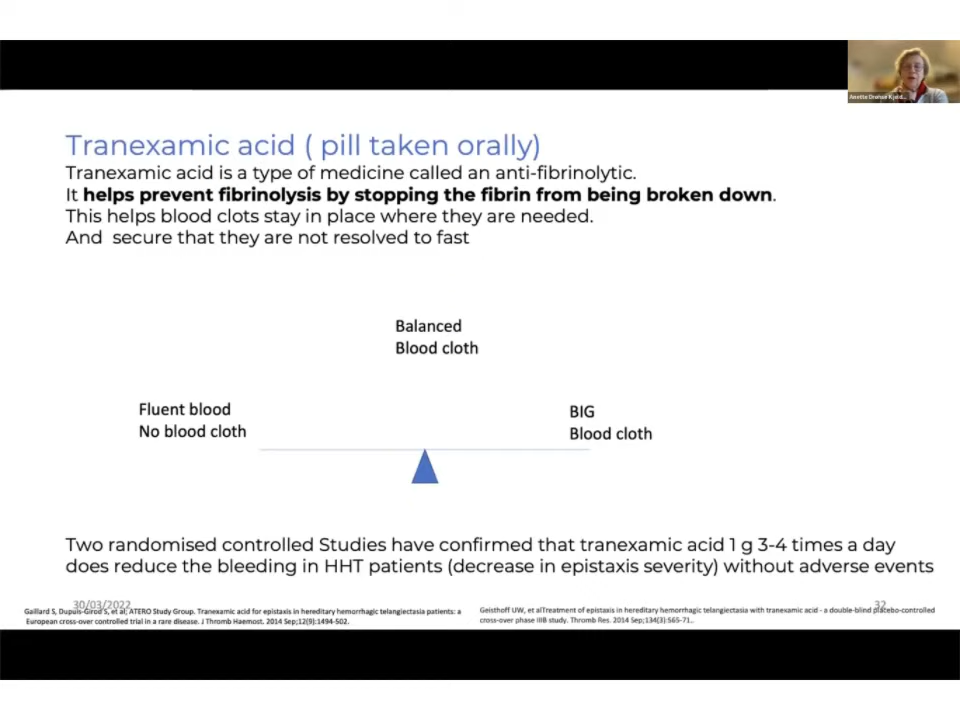 Tranexamic acid ( pill taken orally)
Tranexamic acid is a type of medicine called an anti-fibrinolytic.
It helps prevent fibrinolysis by stopping the fibrin from being broken down.
This helps blood clots stay in place where they are needed.
And secure that they are not resolved to fast
Balanced
Blood cloth
Fluent blood
No blood cloth
BIG
Blood cloth
Two randomised controlled Studies have confirmed that tranexamic acid 1 g 3-4 times a day
does reduce the bleeding in HHT patients (decrease in epistaxis severity) without adverse events
30/03/2022
32
Gaillard S, Dupuis-Girod S, et al; ATERO Study Group. Tranexamic acid for epistaxis in hereditary hemorrhagic telangiectasia patients: a
European cross-over controlled trial in a rare disease. J Thromb Haemost. 2014 Sep;12(9):1494-502.
Geisthoff UW, et alTreatment of epistaxis in hereditary hemorrhagic telangiectasia with tranexamic acid - a double-blind placebo-controlled
cross-over phase IIIB study. Thromb Res. 2014 Sep;134(3):565-71..